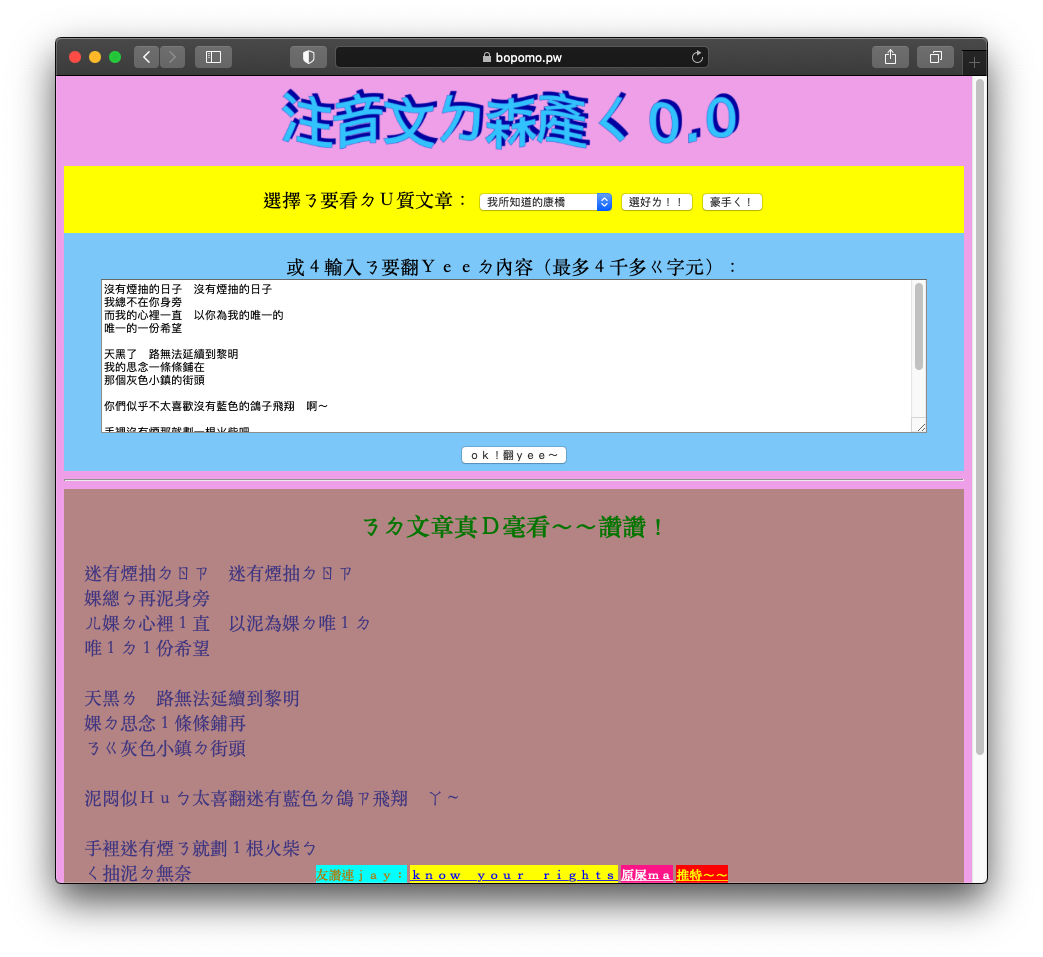 bopomo.pw
注音文ㄉ森產ㄑ0.0
選擇ㄋ要看ㄉU質文章： 我所知道的康橋 選好ㄌ！！ 豪手ㄑ！
或4輸入ㄋ要翻Yeeㄉ內容（最多4千多ㄍ字元）：
沒有煙抽的日子　沒有煙抽的日子
我總不在你身旁
而我的心裡一直　以你為我的唯一的
唯一的一份希望
天黑了　路無法延續到黎明
我的思念一條條鋪在
那個灰色小鎮的街頭
你們似乎不太喜歡沒有藍色的鴿子飛翔　啊～
手裡沒有煙那就劃一根火柴吧
ok！翻yee～
ㄋㄉ文章真D毫看～～讚讚！
迷有煙抽ㄉㄖㄗ　迷有煙抽ㄉㄖㄗ
婐總ㄅ再泥身旁
ㄦ婐ㄉ心裡1直　以泥為婐ㄉ唯1ㄉ
唯1ㄉ1份希望
天黑ㄌ　路無法延續到黎明
婐ㄉ思念1條條鋪再
ㄋㄍ灰色小鎮ㄉ街頭
泥悶似Huㄅ太喜翻迷有藍色ㄉ鴿ㄗ飛翔　ㄚ～
手裡迷有煙ㄋ就劃1根火柴ㄅ
ㄑ抽泥ㄉ無奈
友讚連jay： know your rights 原屎ma 推特～～